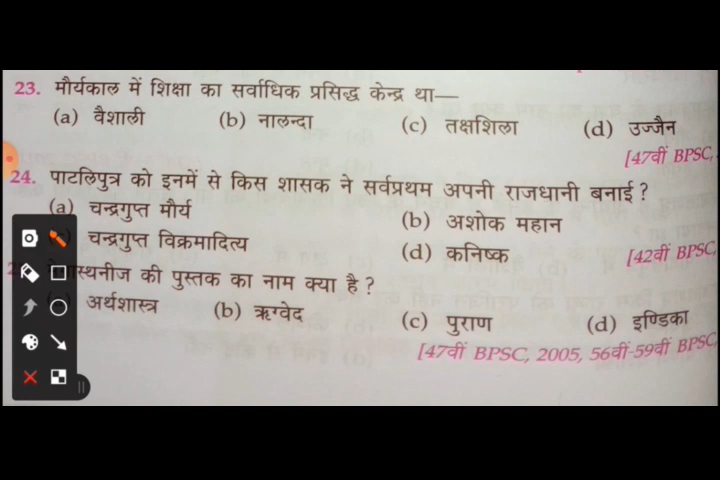 23. मौर्यकाल में शिक्षा का सर्वाधिक प्रसिद्ध केन्द्र था—
(a) वैशाली (b) नालन्दा (c) तक्षशिला (d) उज्जैन
[47वीं BPSC,
24. पाटलिपुत्र को इनमें से किस शासक ने सर्वप्रथम अपनी राजधानी बनाई ?
(a) चन्द्रगुप्त मौर्य (b) अशोक महान
चन्द्रगुप्त विक्रमादित्य (d) कनिष्क [42वीं BPSC,
की पुस्तक का नाम क्या है ?
अर्थशास्त्र (b) ऋग्वेद (c) पुराण (d) इण्डिका
[47वीं BPSC, 2005, 56वीं-59वीं BPSC,